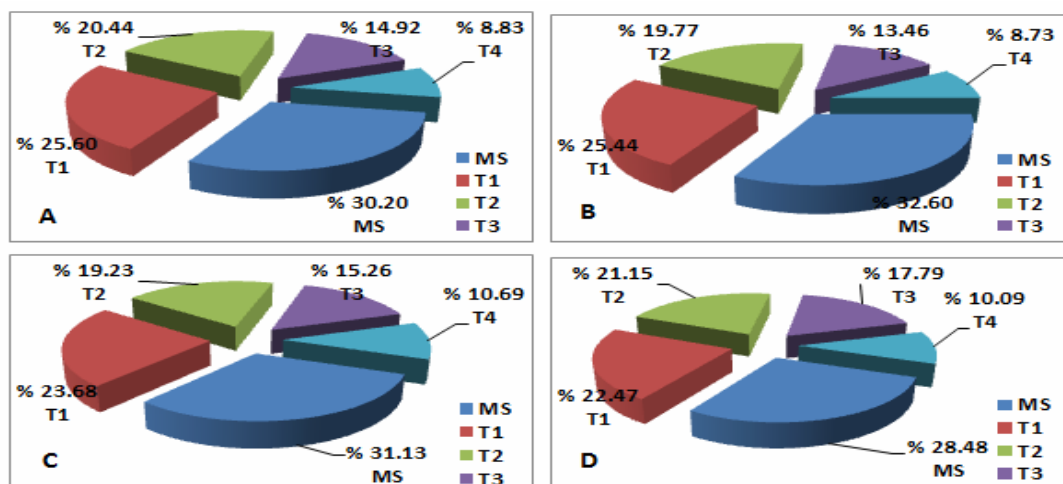 % 20.44
T2
% 14.92
T3
% 8.83
T4
% 25.60
T1
% 30.20
MS
MS
T1
T2
T3
A
% 19.77
T2
% 13.46
T3
% 8.73
T4
% 25.44
T1
% 32.60
MS
MS
T1
T2
T3
B
% 19.23
T2
% 15.26
T3
% 10.69
T4
% 23.68
T1
% 31.13
MS
MS
T1
T2
T3
C
% 21.15
T2
% 17.79
T3
% 10.09
T4
% 22.47
T1
% 28.48
MS
MS
T1
T2
T3
D